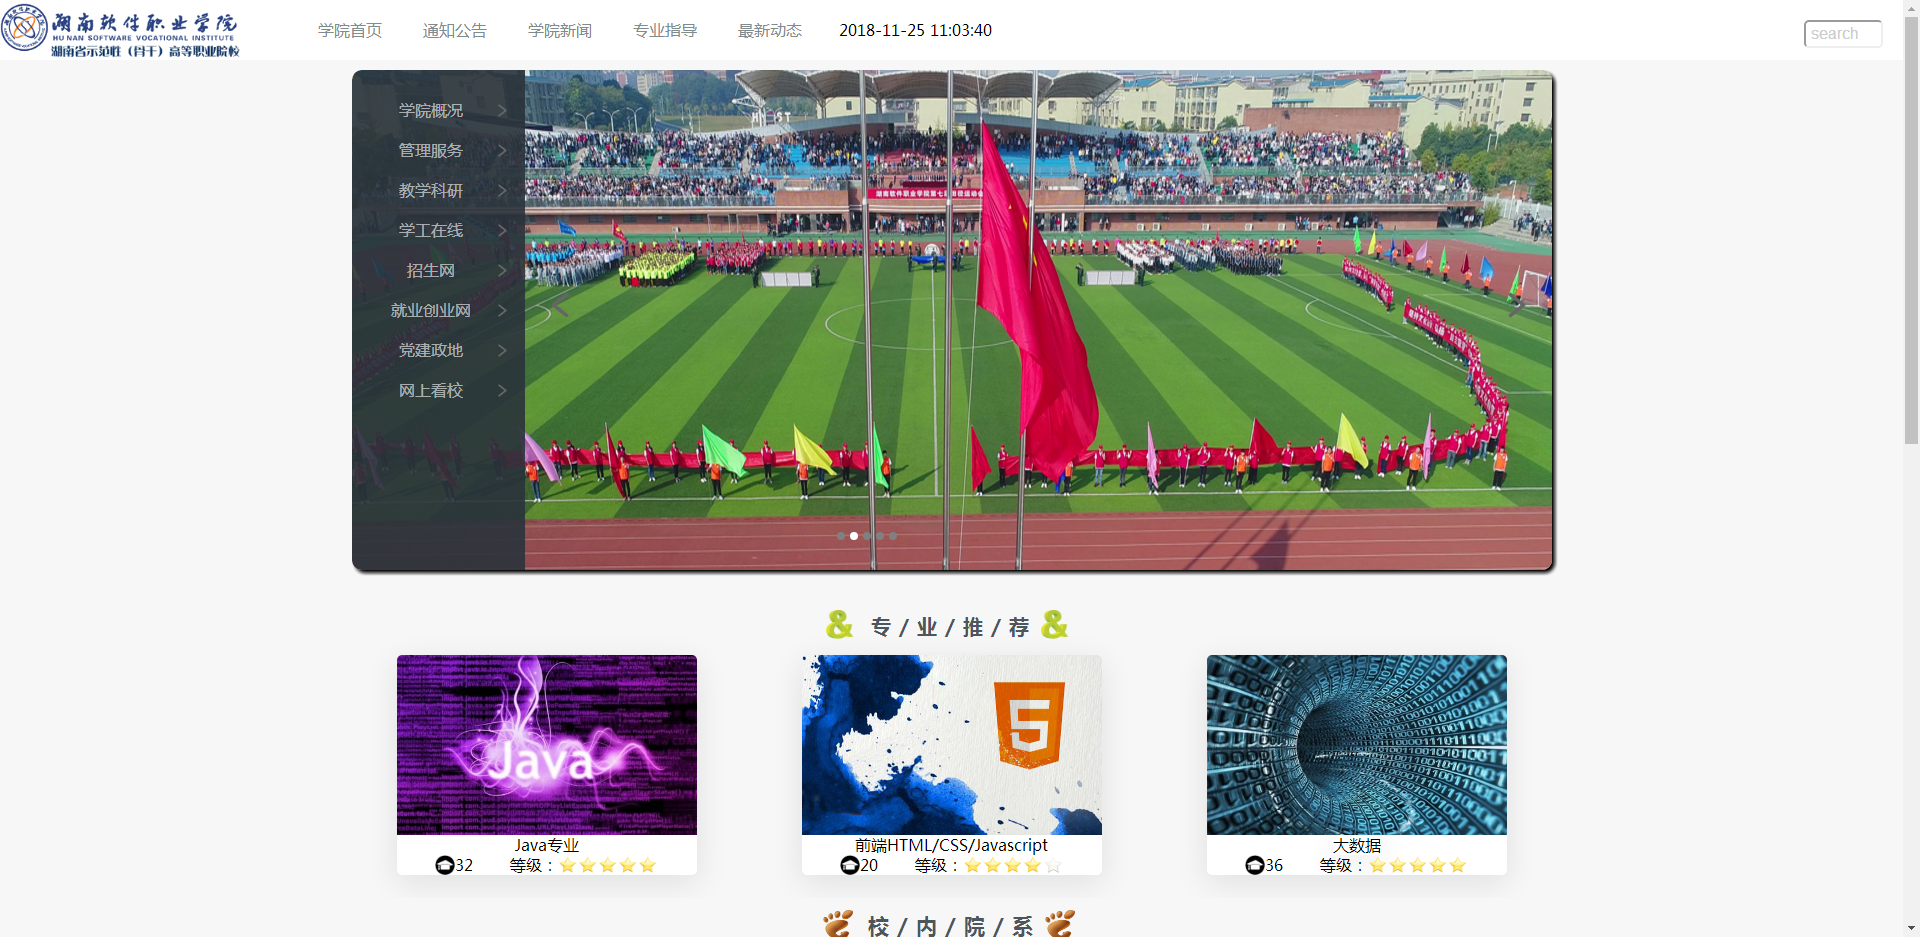 湖南软件职业学院
HU NAN SOFTWARE VOCATIONAL INSTITUTE
湖南省示范性（骨干）高等职业院校
学院首页 通知公告 学院新闻 专业指导 最新动态 2018-11-25 11:03:40
search
学院概况
管理服务
教学科研
学工在线
招生网
就业创业网
党建政地
网上看校
& 专 / 业 / 推 / 荐 &
Java
5
Java专业
32 等级：
前端HTML/CSS/Javascript
20 等级：
大数据
36 等级：
校 / 内 / 院 / 系